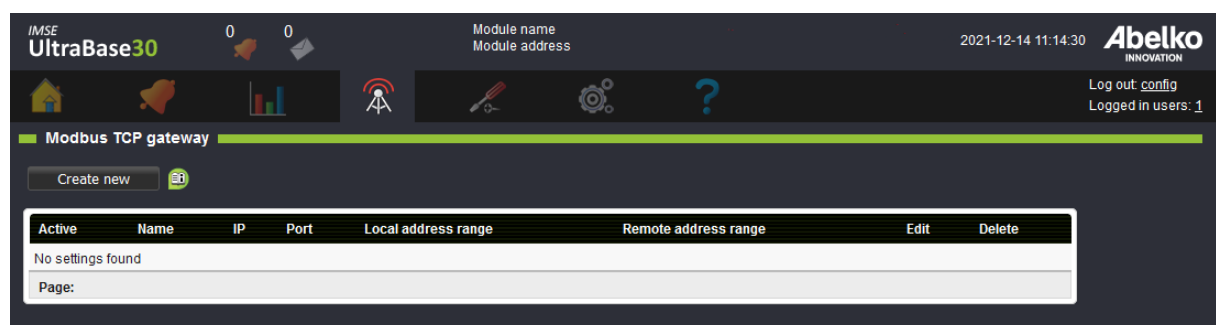 IMSE
UltraBase30
0
0
Module name
Module address
2021-12-14 11:14:30
Abelko
INNOVATION
?
Log out: config
Logged in users: 1
Modbus TCP gateway
Create new
Active Name IP Port Local address range Remote address range Edit Delete
No settings found
Page: